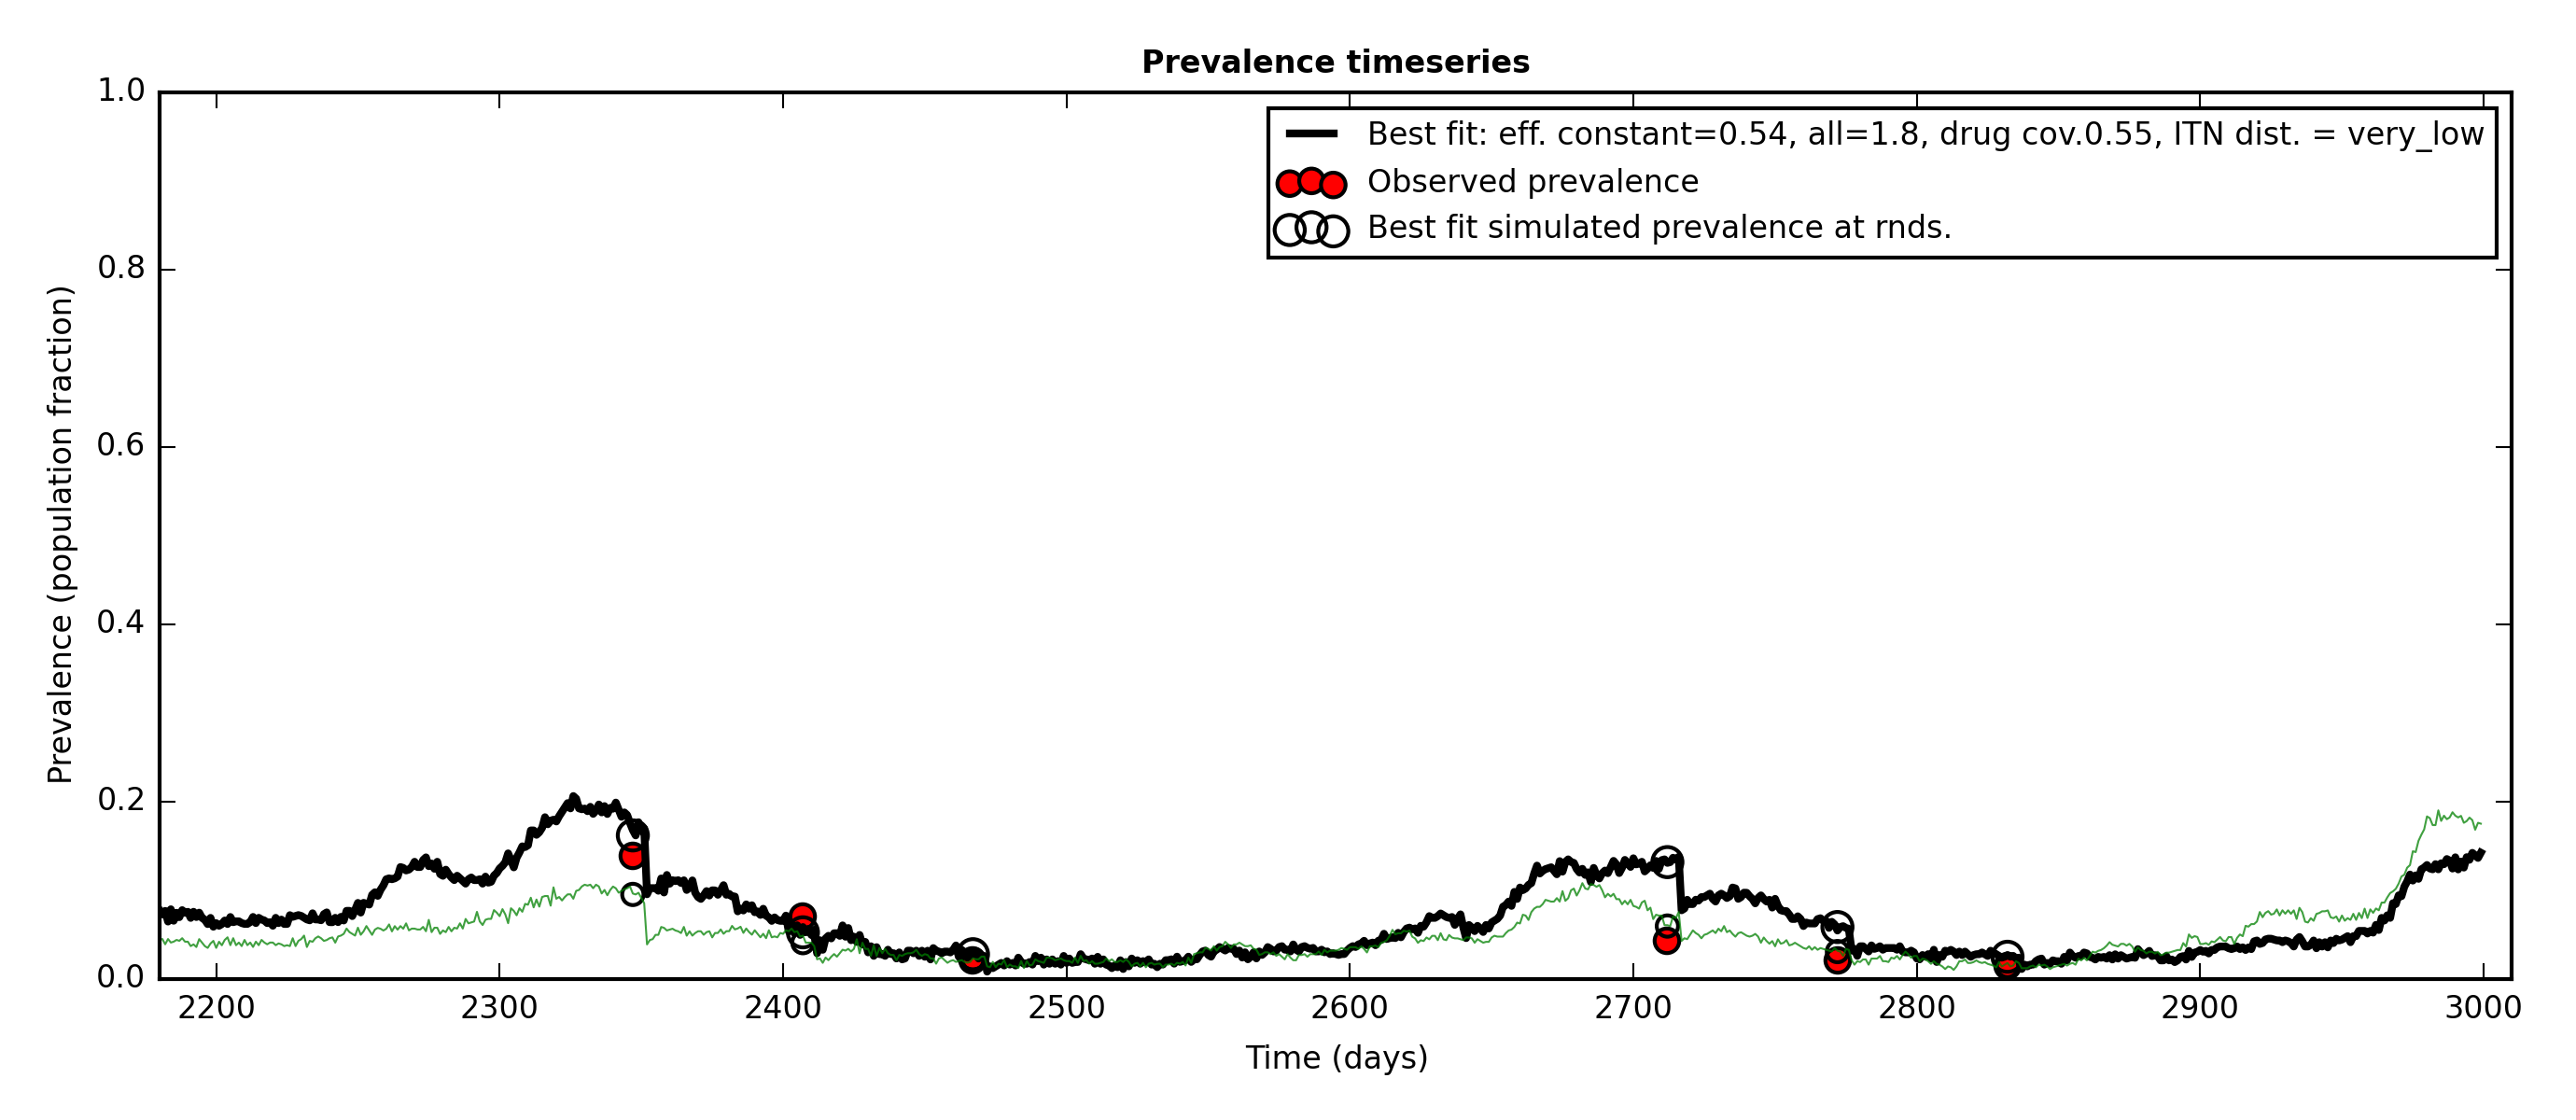 Prevalence timeseries
1.0
0.8
0.6
0.4
0.2
0.0
Prevalence (population fraction)
Best fit: eff. constant=0.54, all=1.8, drug cov.0.55, ITN dist. = very_low
Observed prevalence
Best fit simulated prevalence at rnds.
2200 2300 2400 2500 2600 2700 2800 2900 3000
Time (days)